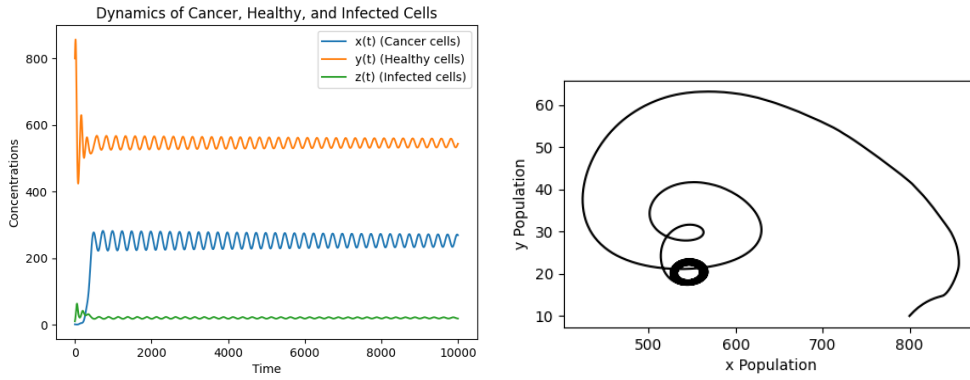 Dynamics of Cancer, Healthy, and Infected Cells
x(t) (Cancer cells)
y(t) (Healthy cells)
z(t) (Infected cells)
Concentrations
800
600
400
200
0
0 2000 4000 6000 8000 10000
Time
y Population
60
50
40
30
20
10
500 600 700 800
x Population